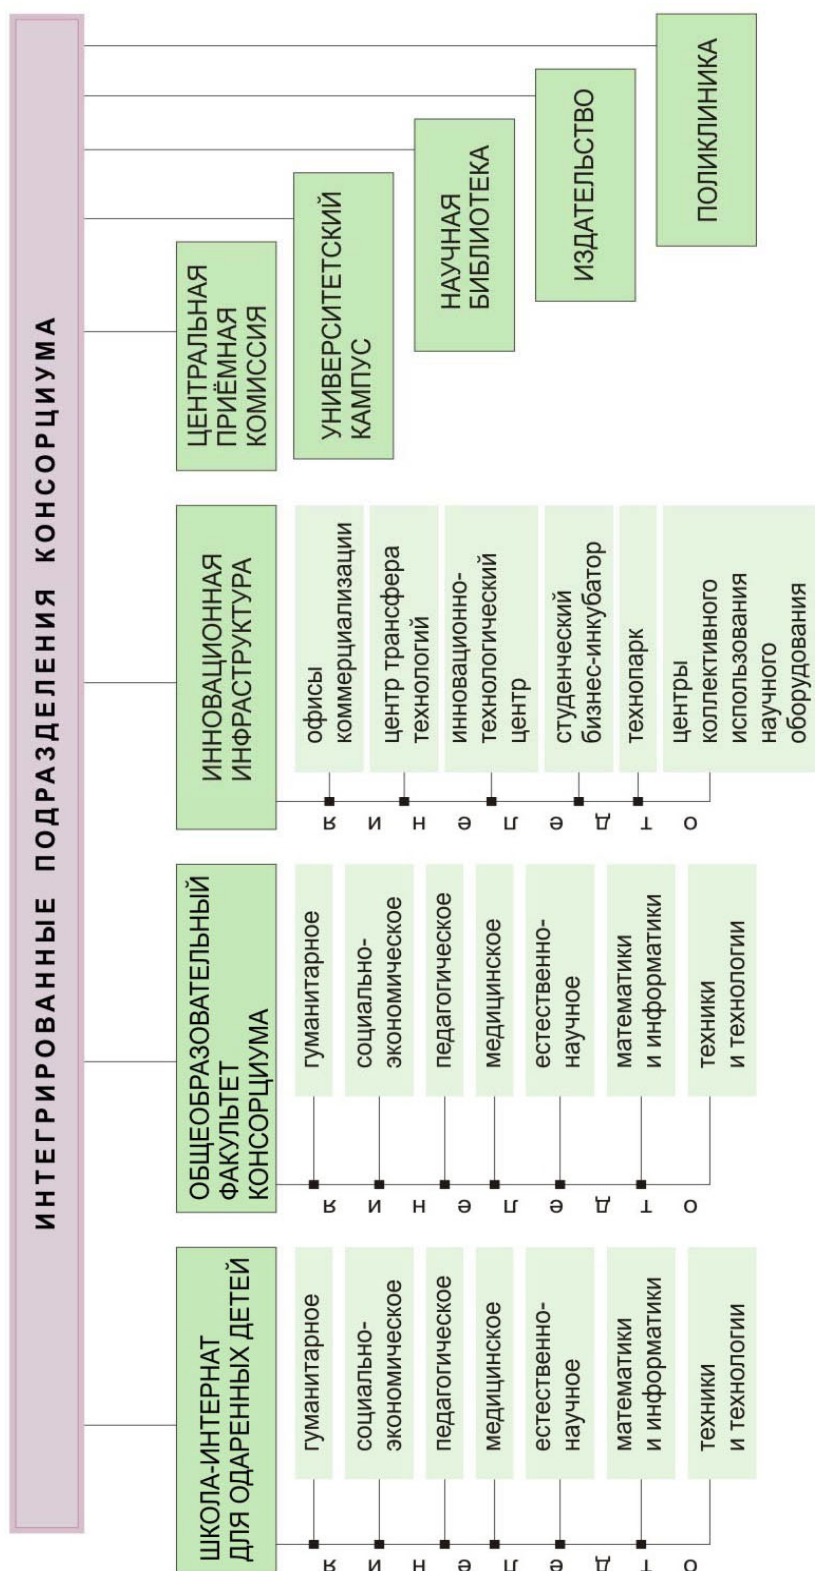 ИНТЕГРИРОВАННЫЕ ПОДРАЗДЕЛЕНИЯ КОНСОРЦИУМА
ШКОЛА-ИНТЕРНАТ
ДЛЯ ОДАРЕННЫХ ДЕТЕЙ
отделения
гуманитарное
социально-
экономическое
педагогическое
медицинское
естественно-
научное
математики
и информатики
техники
и технологии
ОБЩЕОБРАЗОВАТЕЛЬНЫЙ
ФАКУЛЬТЕТ
КОНСОРЦИУМА
отделения
гуманитарное
социально-
экономическое
педагогическое
медицинское
естественно-
научное
математики
и информатики
техники
и технологии
ИННОВАЦИОННАЯ
ИНФРАСТРУКТУРА
отделения
офисы
коммерциализации
центр трансфера
технологий
инновационно-
технологический
центр
студенческий
бизнес-инкубатор
технопарк
центры
коллективного
использования
научного
оборудования
ЦЕНТРАЛЬНАЯ
ПРИЁМНАЯ
КОМИССИЯ
УНИВЕРСИТЕТСКИЙ
КАМПУС
НАУЧНАЯ
БИБЛИОТЕКА
ИЗДАТЕЛЬСТВО
ПОЛИКЛИНИКА